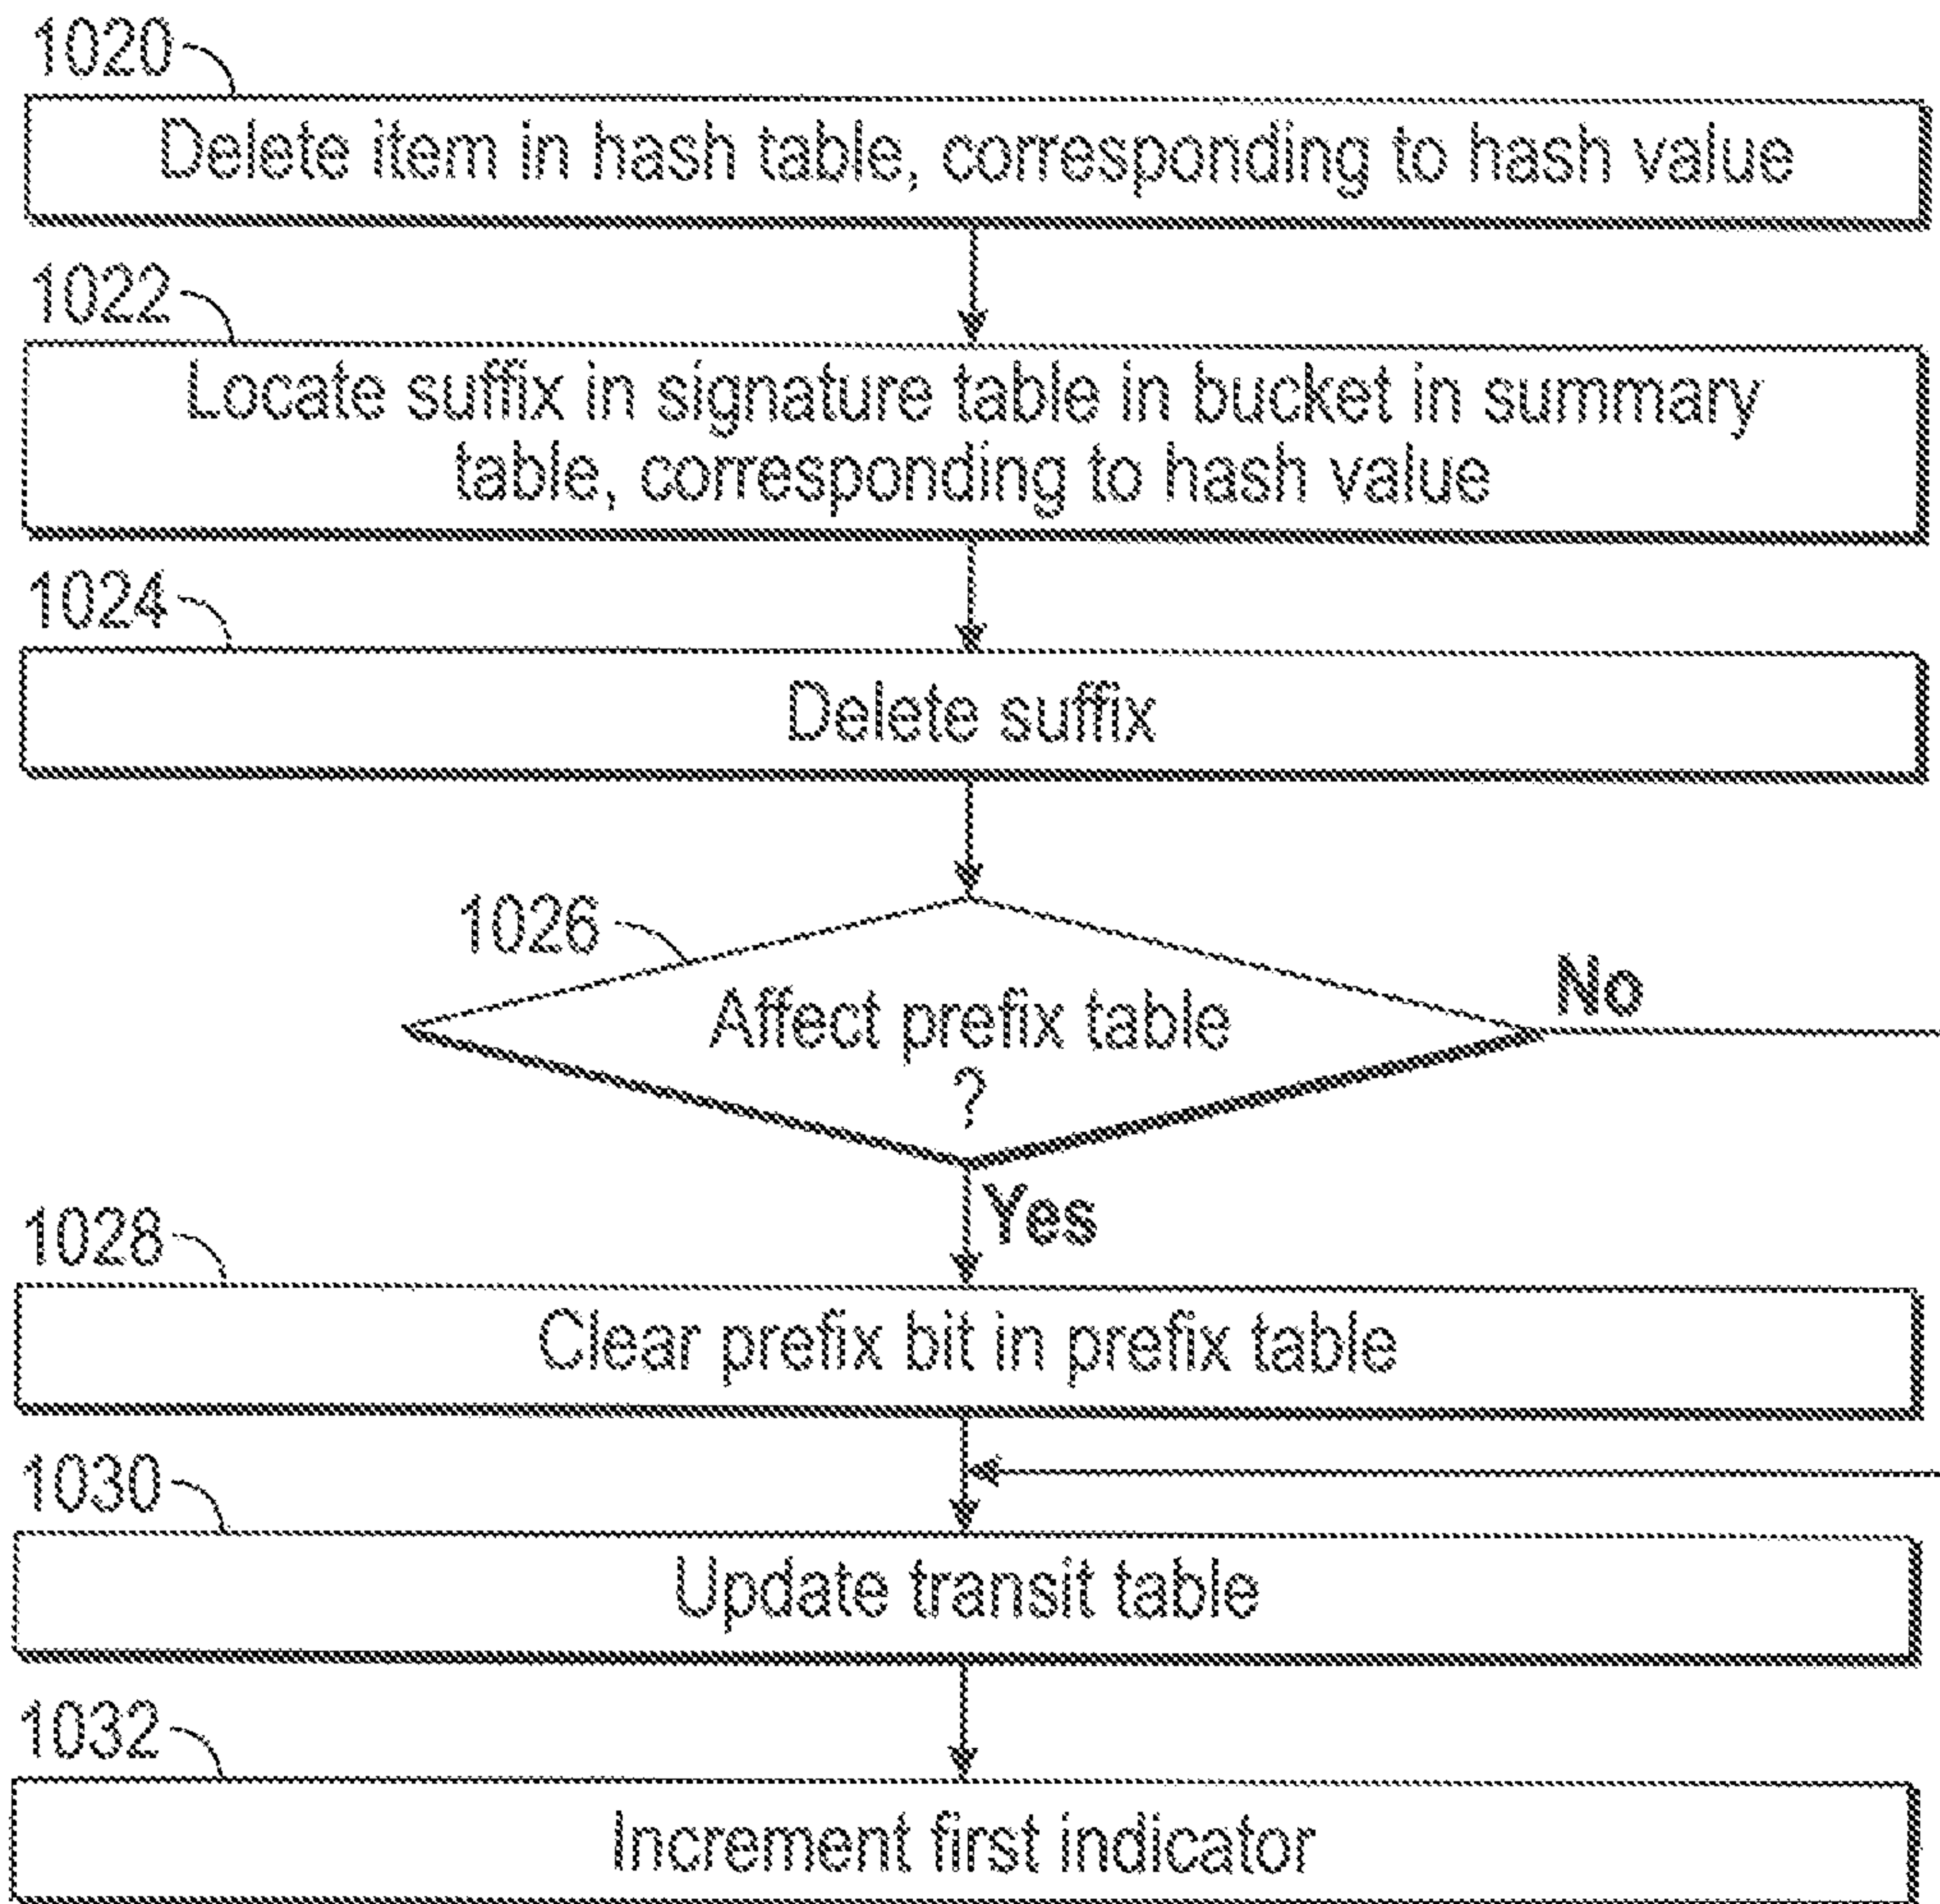 1020
Delete item in hash table, corresponding to hash value
1022
Locate suffix in signature table in bucket in summary
table, corresponding to hash value
1024
Delete suffix
1026
Affect prefix table
?
No
Yes
1028
Clear prefix bit in prefix table
1030
Update transit table
1032
Increment first indicator